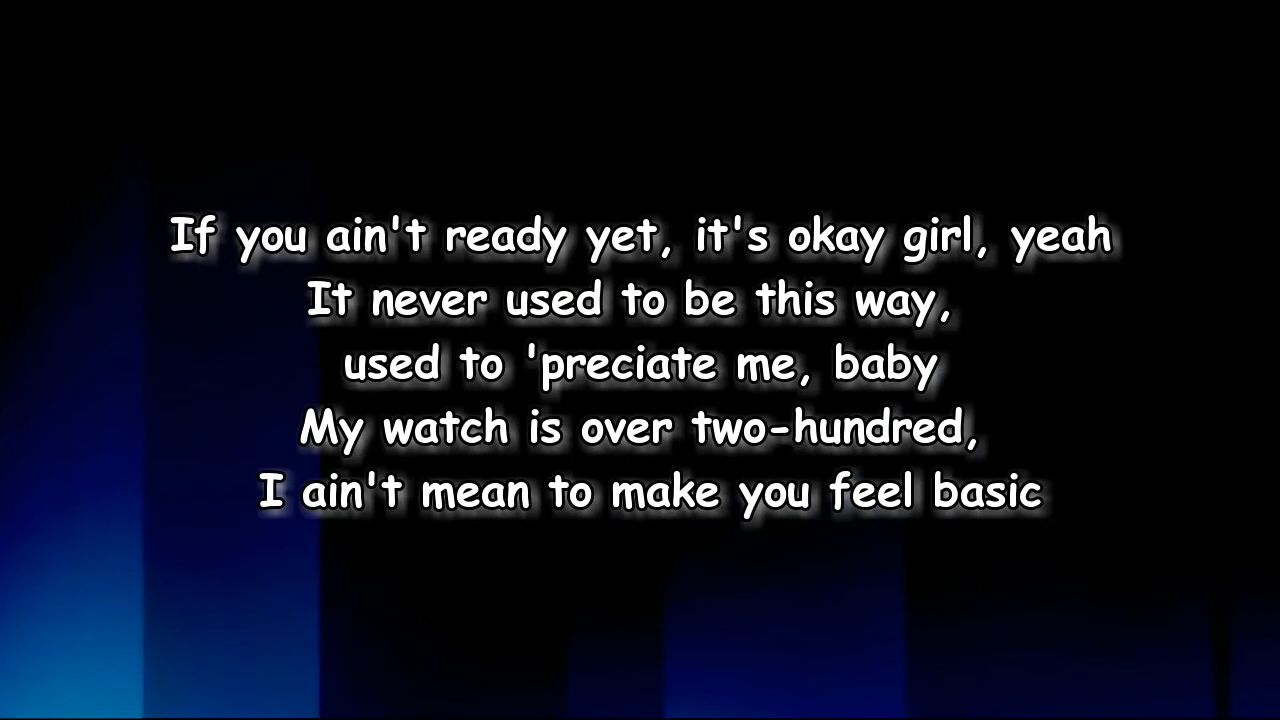 If you ain't ready yet, it's okay girl, yeah
It never used to be this way,
used to 'preciate me, baby
My watch is over two-hundred,
I ain't mean to make you feel basic